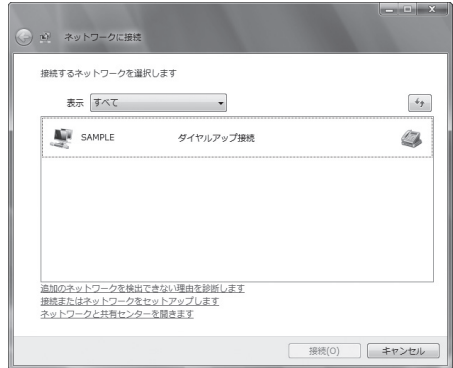 ネットワークに接続
接続するネットワークを選択します
表示 すべて
SAMPLE ダイヤルアップ接続
追加のネットワークを検出できない理由を診断します
接続またはネットワークをセットアップします
ネットワークと共有センターを開きます
接続(O) キャンセル